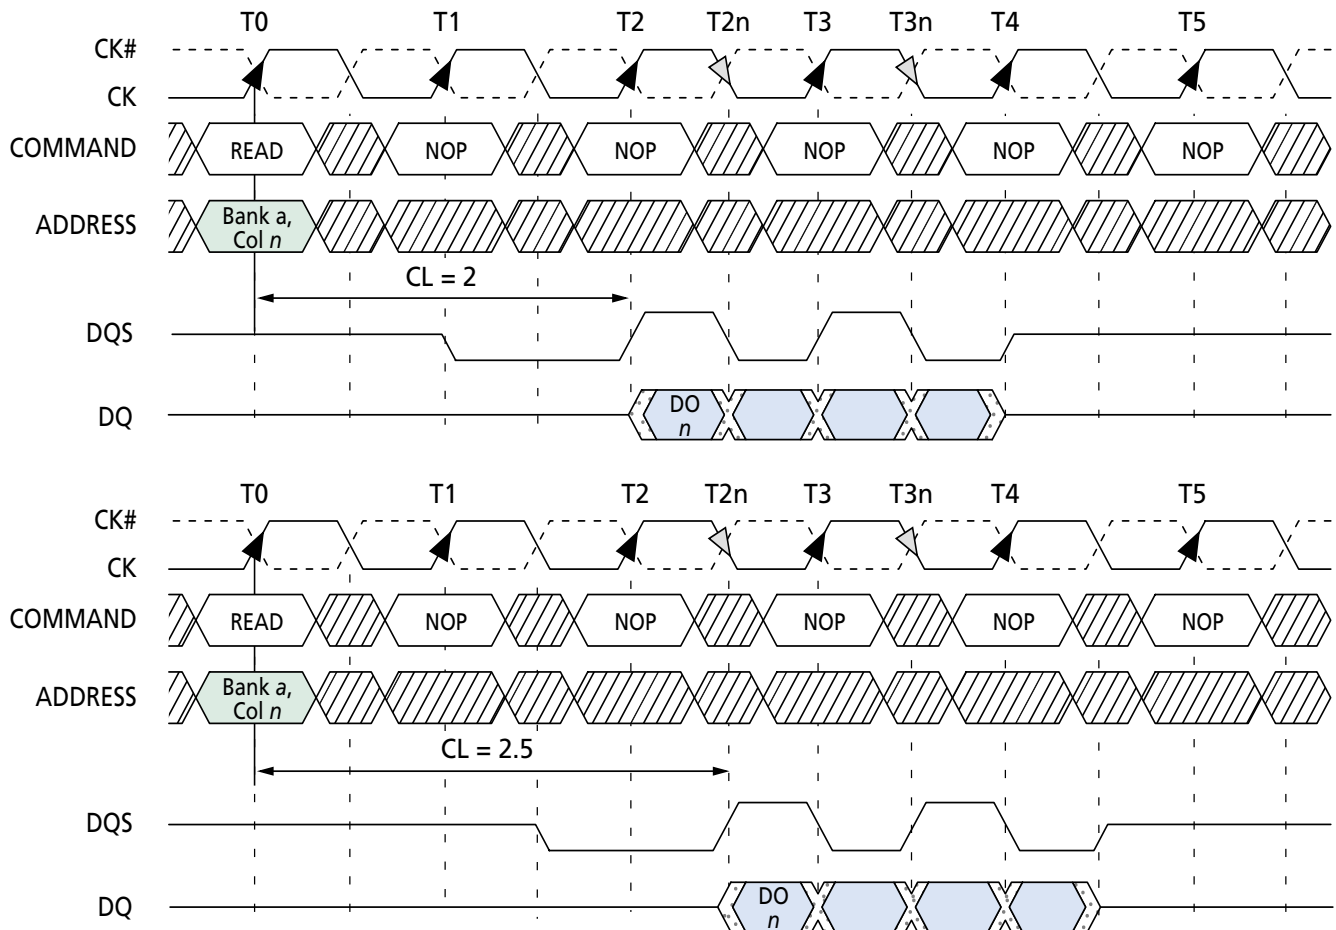 T0 T1 T2 T2n T3 T3n T4 T5
CK#
CK
COMMAND READ NOP NOP NOP NOP NOP
ADDRESS Bank a,
Col n
CL = 2
DQS
DQ DO
n
T0 T1 T2 T2n T3 T3n T4 T5
CK#
CK
COMMAND READ NOP NOP NOP NOP NOP
ADDRESS Bank a,
Col n
CL = 2.5
DQS
DQ DO
n